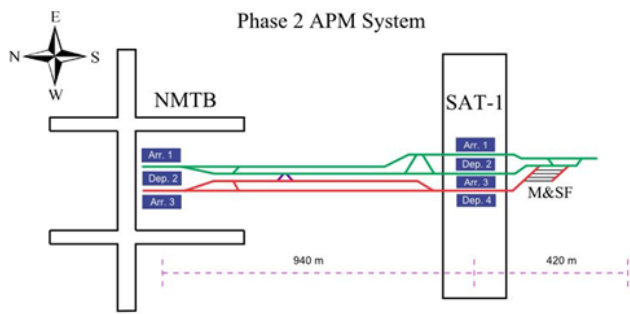 Phase 2 APM System
E
N
S
W
NMTB
SAT-1
Arr. 1
Dep. 2
Arr. 3
Arr. 1
Dep. 2
Arr. 3
Dep. 4
M&SF
940 m
420 m